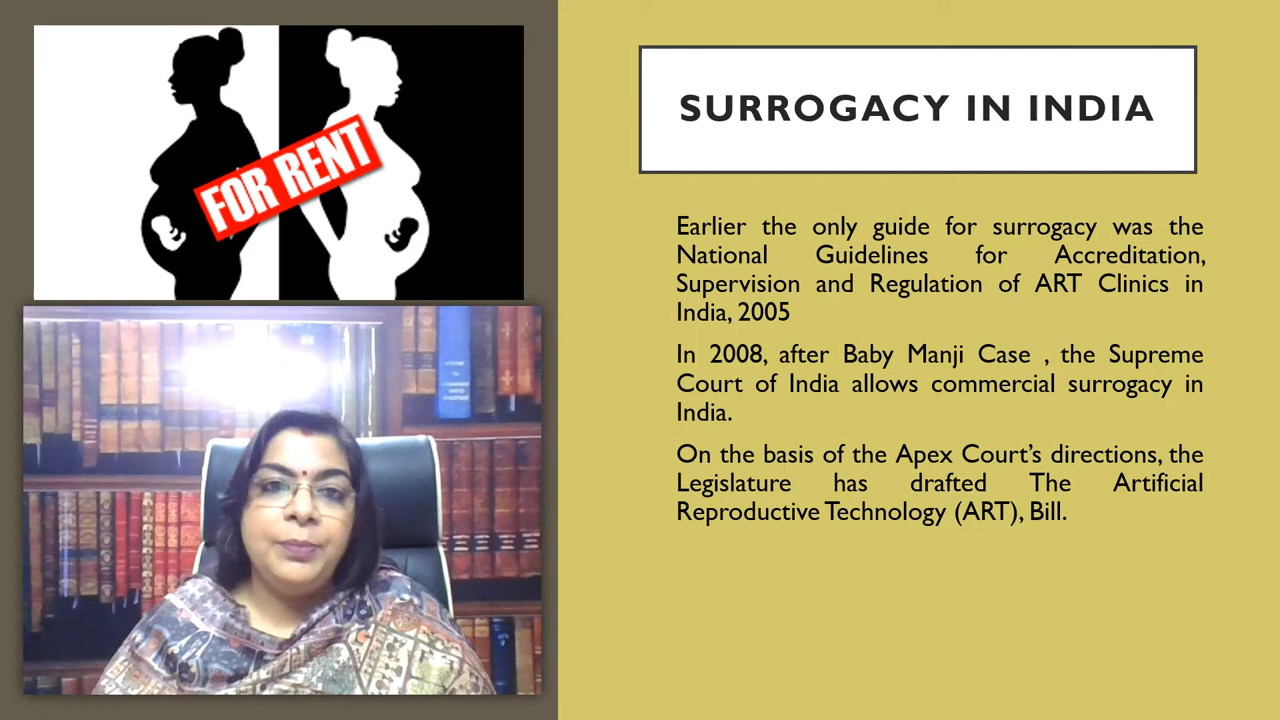 FOR RENT
SURROGACY IN INDIA
Earlier the only guide for surrogacy was the
National Guidelines for Accreditation,
Supervision and Regulation of ART Clinics in
India, 2005
In 2008, after Baby Manji Case , the Supreme
Court of India allows commercial surrogacy in
India.
On the basis of the Apex Court’s directions, the
Legislature has drafted The Artificial
Reproductive Technology (ART), Bill.